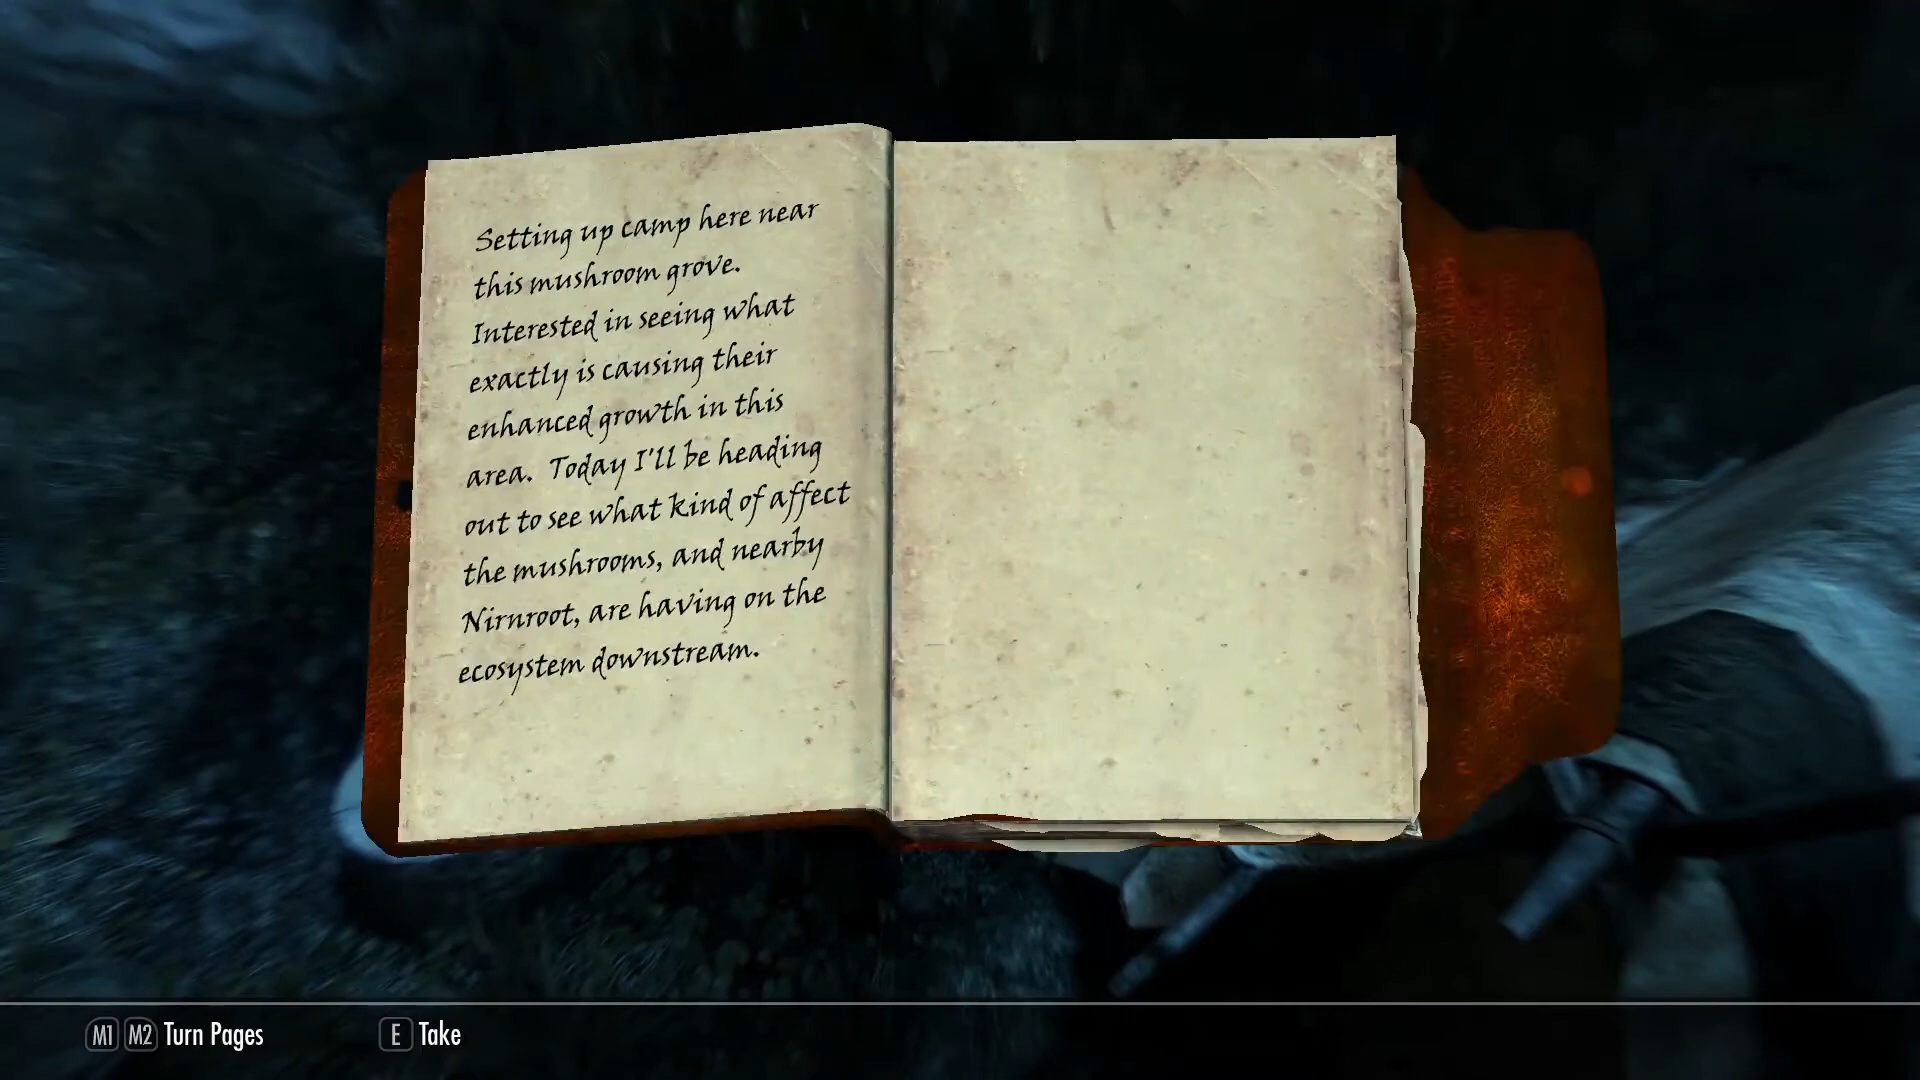 Setting up camp here near
this mushroom grove.
Interested in seeing what
exactly is causing their
enhanced growth in this
area.  Today I'll be heading
out to see what kind of affect
the mushrooms, and nearby
Nirnroot, are having on the
ecosystem downstream.
M1 M2 Turn Pages
E Take